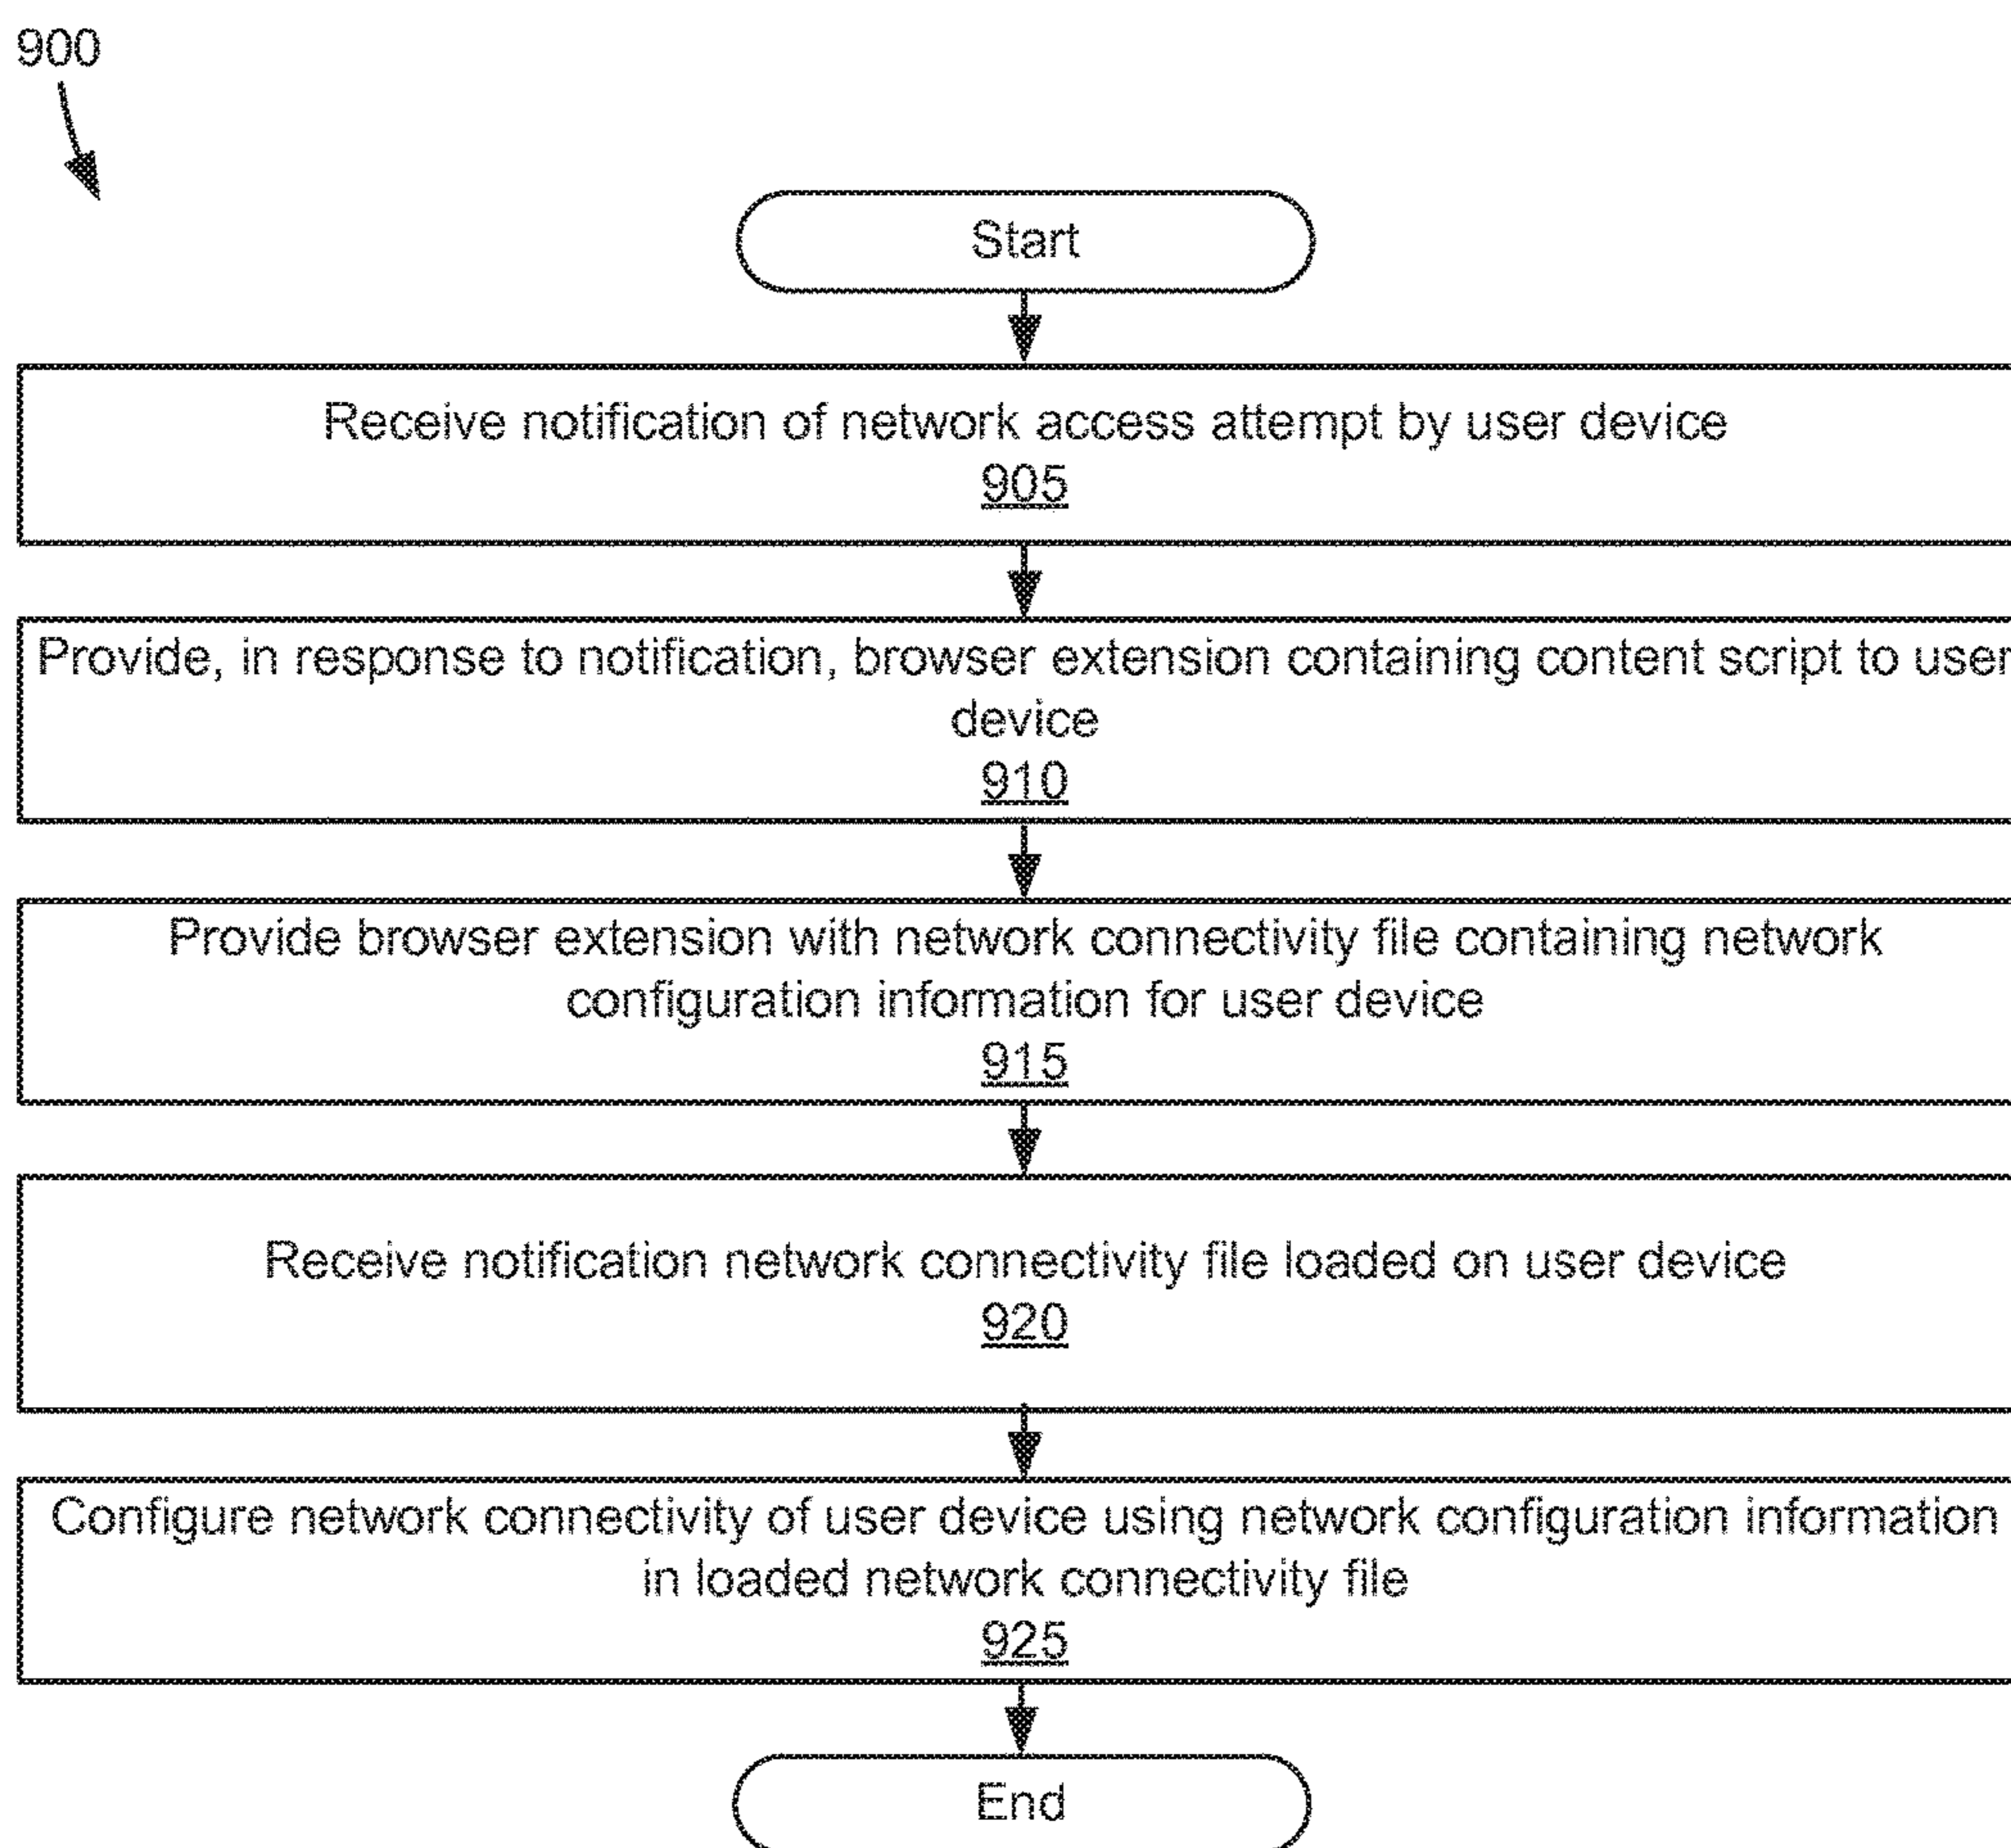 900
Start
Receive notification of network access attempt by user device
905
Provide, in response to notification, browser extension containing content script to user
device
910
Provide browser extension with network connectivity file containing network
configuration information for user device
915
Receive notification network connectivity file loaded on user device
920
Configure network connectivity of user device using network configuration information
in loaded network connectivity file
925
End